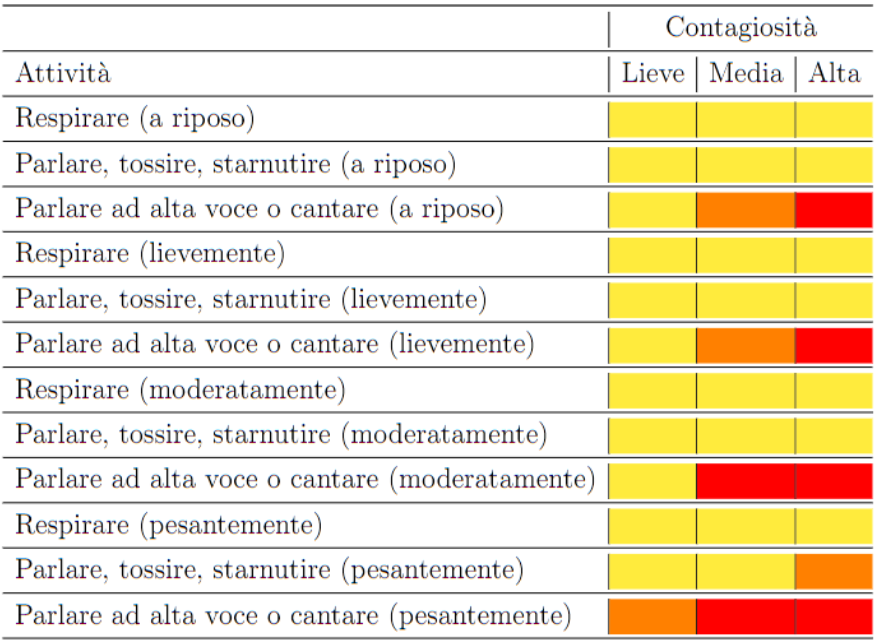 Contagiosità
Attività Lieve Media Alta
Respirare (a riposo)
Parlare, tossire, starnutire (a riposo)
Parlare ad alta voce o cantare (a riposo)
Respirare (lievemente)
Parlare, tossire, starnutire (lievemente)
Parlare ad alta voce o cantare (lievemente)
Respirare (moderatamente)
Parlare, tossire, starnutire (moderatamente)
Parlare ad alta voce o cantare (moderatamente)
Respirare (pesantemente)
Parlare, tossire, starnutire (pesantemente)
Parlare ad alta voce o cantare (pesantemente)